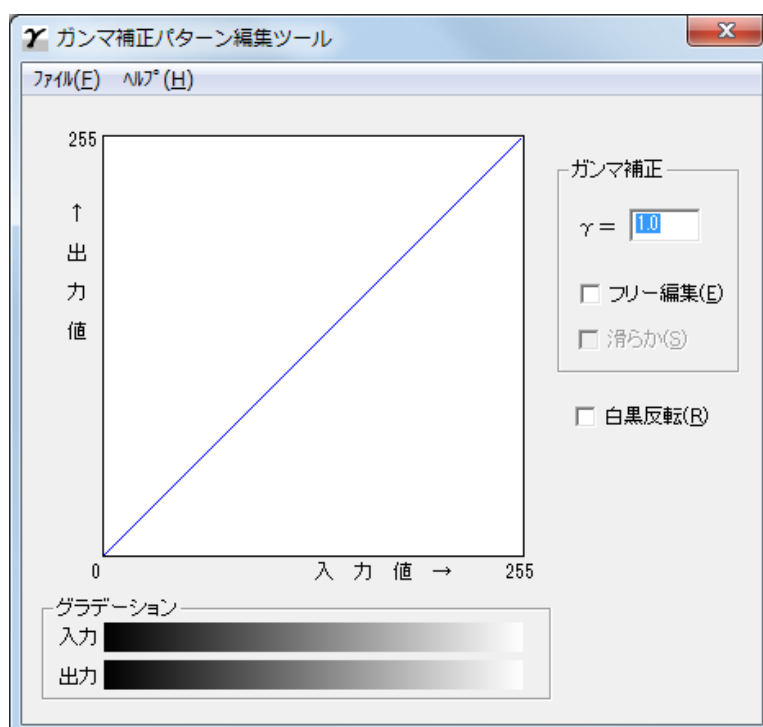 γ ガンマ補正パターン編集ツール
ﾌｧｲﾙ(F) ﾍﾙﾌﾟ(H)
255
↑
出
力
値
0
入 力 値 →
255
ガンマ補正
γ＝ 1.0
フリー編集(E)
滑らか(S)
白黒反転(R)
グラデーション
入力
出力